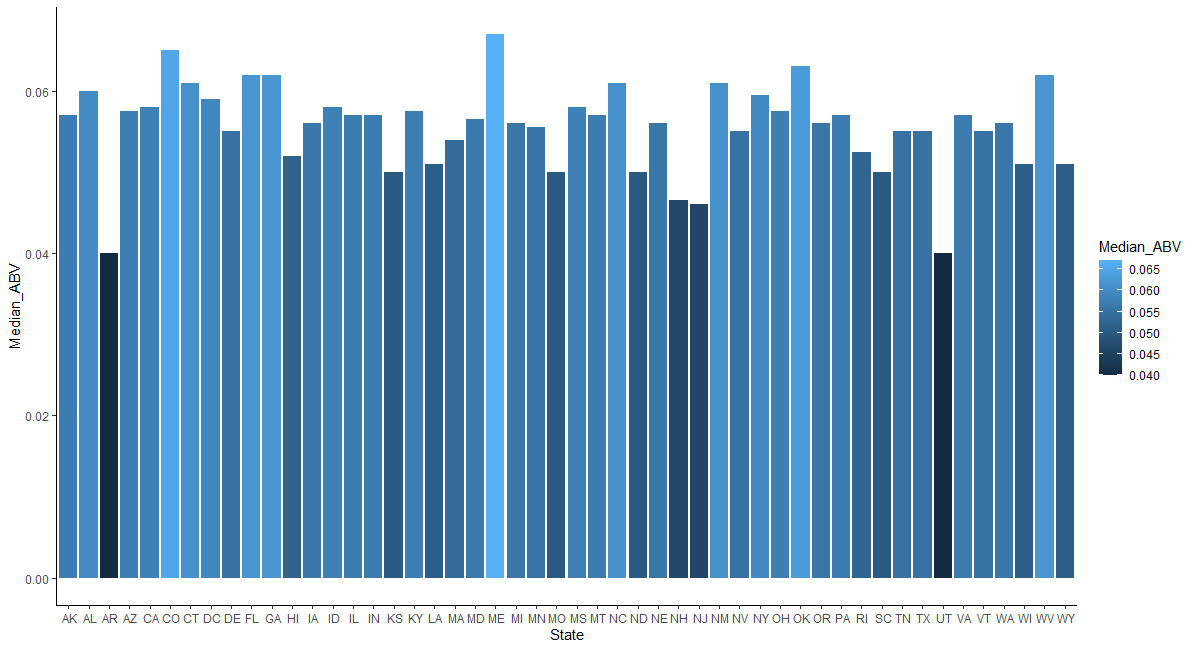 Median_ABV
0.06
0.04
0.02
0.00
AK AL AR AZ CA CO CT DC DE FL GA HI IA ID IL IN KS KY LA MA MD ME MI MN MO MS MT NC ND NE NH NJ NM NV NY OH OK OR PA RI SC TN TX UT VA VT WA WI WV WY
State
Median_ABV
0.065
0.060
0.055
0.050
0.045
0.040